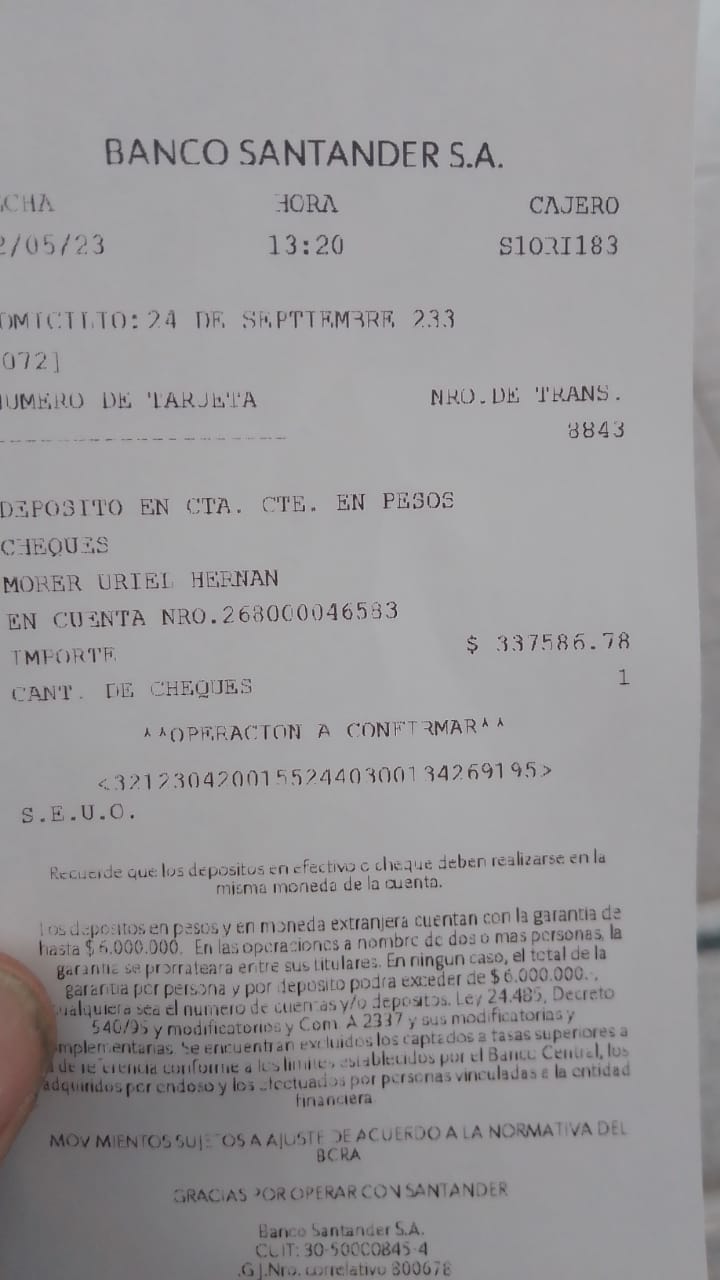 BANCO SANTANDER S.A.
CHA HORA CAJERO
2/05/23 13:20 S1ORI183
OMICILIO: 24 DE SEPTIEMBRE 233
072]
NUMERO DE TARJETA NRO.DE TRANS.
------------------------- 8843
DEPOSITO EN CTA. CTE. EN PESOS
CHEQUES
MORER URIEL HERNAN
EN CUENTA NRO.268000046583
IMPORTE $ 337586.78
CANT. DE CHEQUES 1
^^OPERACION A CONFIRMAR^^
<32123042001552440300134269195>
S.E.U.O.
Recuerde que los depositos en efectivo o cheque deben realizarse en la
misma moneda de la cuenta.
Los depositos en pesos y en moneda extranjera cuentan con la garantia de
hasta $ 6.000.000. En las operaciones a nombre de dos o mas personas, la
garantia se prorrateara entre sus titulares. En ningun caso, el total de la
garantia por persona y por deposito podra exceder de $ 6.000.000.,
ualquiera sea el numero de cuentas y/o depositos. Ley 24.485, Decreto
540/95 y modificatorios y Com. A 2337 y sus modificatorias y
mplementarias. Se encuentran excluidos los captados a tasas superiores a
de referencia conforme a los limites establecidos por el Banco Central, los
adquiridos por endoso y los efectuados por personas vinculadas a la entidad
financiera
MOVIMIENTOS SUJETOS A AJUSTE DE ACUERDO A LA NORMATIVA DEL
BCRA
GRACIAS POR OPERAR CON SANTANDER
Banco Santander S.A.
CUIT: 30-50000845-4
.G.J.Nro. correlativo 800678